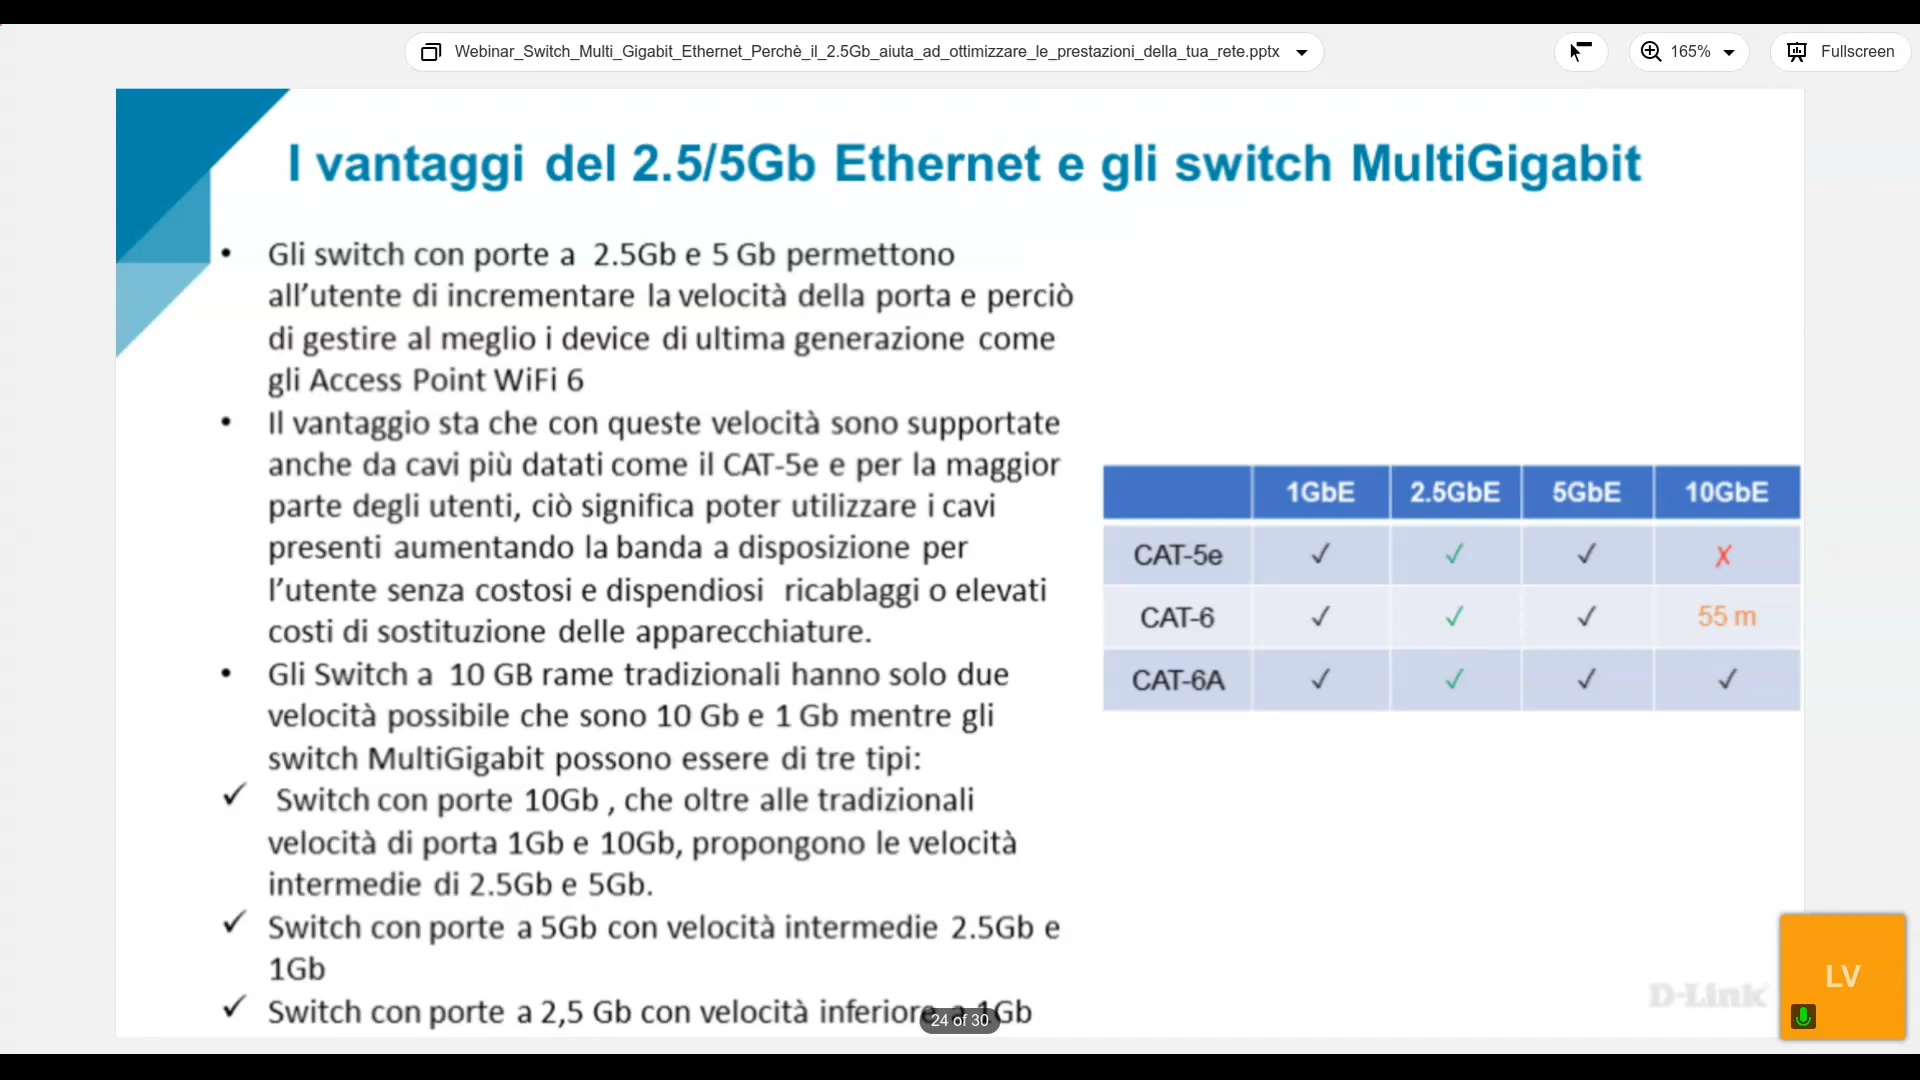 Webinar_Switch_Multi_Gigabit_Ethernet_Perchè_il_2.5Gb_aiuta_ad_ottimizzare_le_prestazioni_della_tua_rete.pptx
165%
Fullscreen
I vantaggi del 2.5/5Gb Ethernet e gli switch MultiGigabit
• Gli switch con porte a 2.5Gb e 5 Gb permettono
all’utente di incrementare la velocità della porta e perciò
di gestire al meglio i device di ultima generazione come
gli Access Point WiFi 6
• Il vantaggio sta che con queste velocità sono supportate
anche da cavi più datati come il CAT-5e e per la maggior
parte degli utenti, ciò significa poter utilizzare i cavi
presenti aumentando la banda a disposizione per
l’utente senza costosi e dispendiosi ricablaggi o elevati
costi di sostituzione delle apparecchiature.
• Gli Switch a 10 GB rame tradizionali hanno solo due
velocità possibile che sono 10 Gb e 1 Gb mentre gli
switch MultiGigabit possono essere di tre tipi:
✓ Switch con porte 10Gb , che oltre alle tradizionali
velocità di porta 1Gb e 10Gb, propongono le velocità
intermedie di 2.5Gb e 5Gb.
✓ Switch con porte a 5Gb con velocità intermedie 2.5Gb e
1Gb
✓ Switch con porte a 2,5 Gb con velocità inferiore a 1Gb
1GbE 2.5GbE 5GbE 10GbE
CAT-5e ✓ ✓ ✓ ✗
CAT-6 ✓ ✓ ✓ 55 m
CAT-6A ✓ ✓ ✓ ✓
24 of 30
D-Link
LV